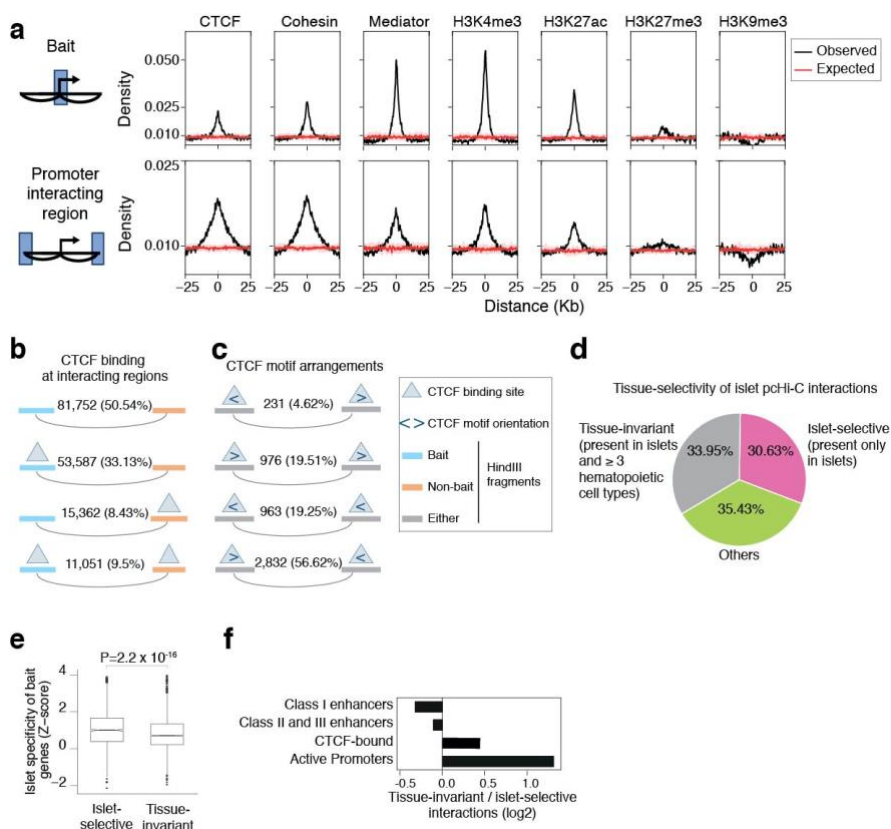 a
Bait
CTCF
Cohesin
Mediator
H3K4me3
H3K27ac
H3K27me3
H3K9me3
Observed
Expected
Density
0.050
0.025
0.010
Promoter
interacting
region
Density
0.025
0.010
−25 0 25
−25 0 25
−25 0 25
−25 0 25
−25 0 25
−25 0 25
−25 0 25
Distance (Kb)
b
CTCF binding
at interacting regions
81,752 (50.54%)
53,587 (33.13%)
15,362 (8.43%)
11,051 (9.5%)
c
CTCF motif arrangements
< 231 (4.62%) >
> 976 (19.51%) >
< 963 (19.25%) <
> 2,832 (56.62%) <
CTCF binding site
< > CTCF motif orientation
Bait
Non-bait
Either
HindIII
fragments
d
Tissue-selectivity of islet pcHi-C interactions
Tissue-invariant
(present in islets
and ≥ 3
hematopoietic
cell types)
33.95%
30.63%
35.43%
Islet-selective
(present only
in islets)
Others
e
P=2.2 x 10-16
Islet specificity of bait
genes (Z−score)
4
2
0
−2
Islet-
selective
Tissue-
invariant
f
Class I enhancers
Class II and III enhancers
CTCF-bound
Active Promoters
-0.5 0.0 0.5 1.0
Tissue-invariant / islet-selective
interactions (log2)